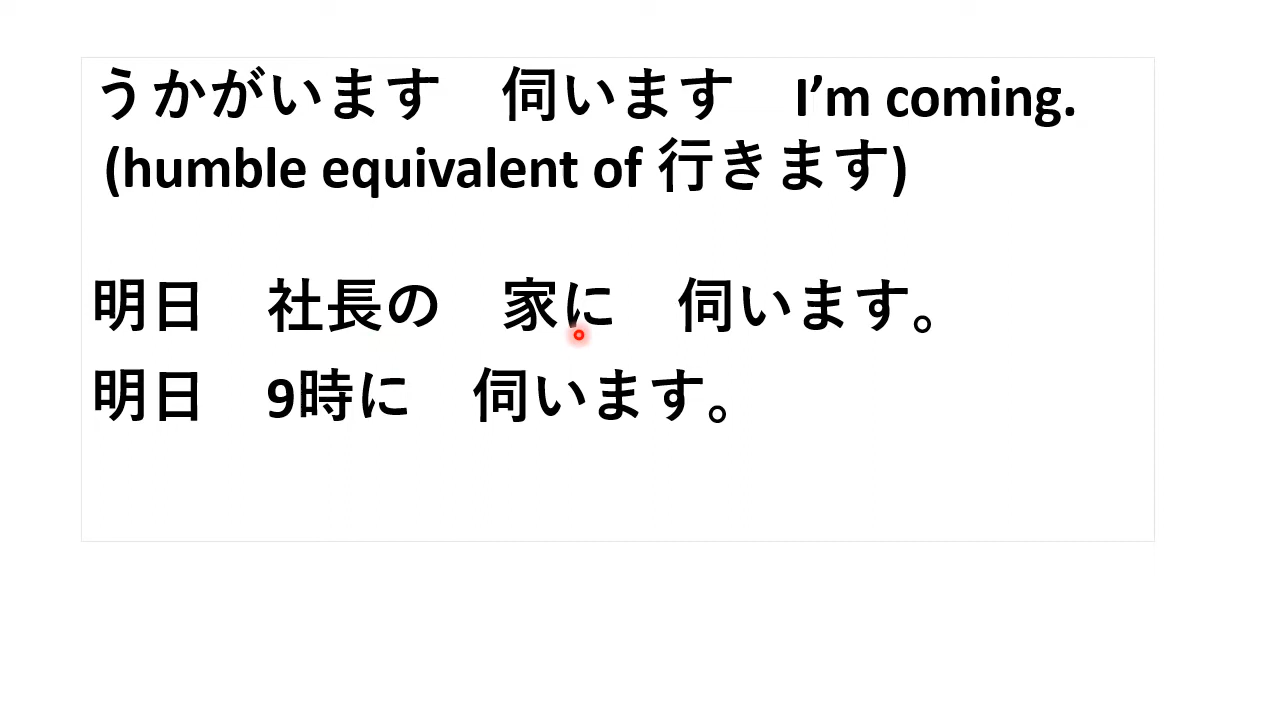 うかがいます　伺います　I’m coming.
(humble equivalent of 行きます)
明日　社長の　家に　伺います。
明日　9時に　伺います。